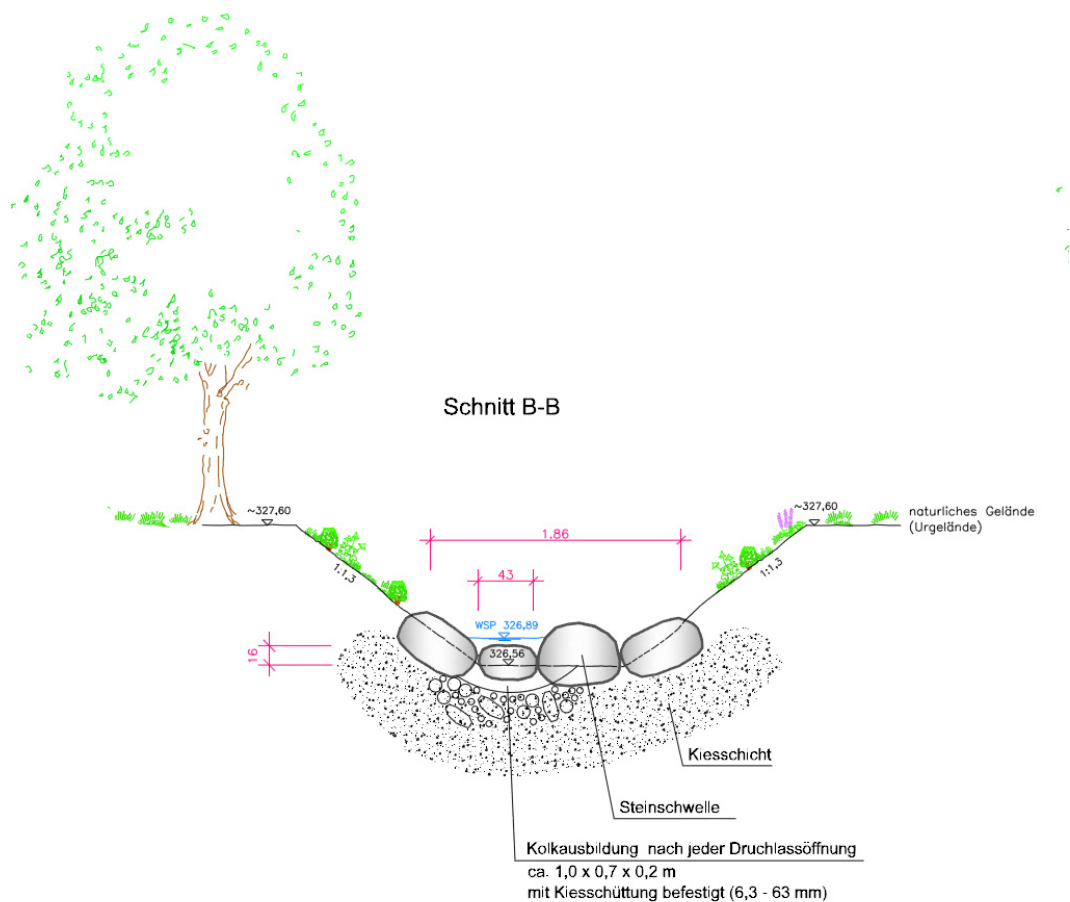 Schnitt B-B
~327,60
~327,60
naturliches Gelände
(Urgelände)
1.86
1:1,3
1:1,3
43
WSP 326,89
326,56
16
Kiesschicht
Steinschwelle
Kolkausbildung nach jeder Druchlassöffnung
ca. 1,0 x 0,7 x 0,2 m
mit Kiesschüttung befestigt (6,3 - 63 mm)